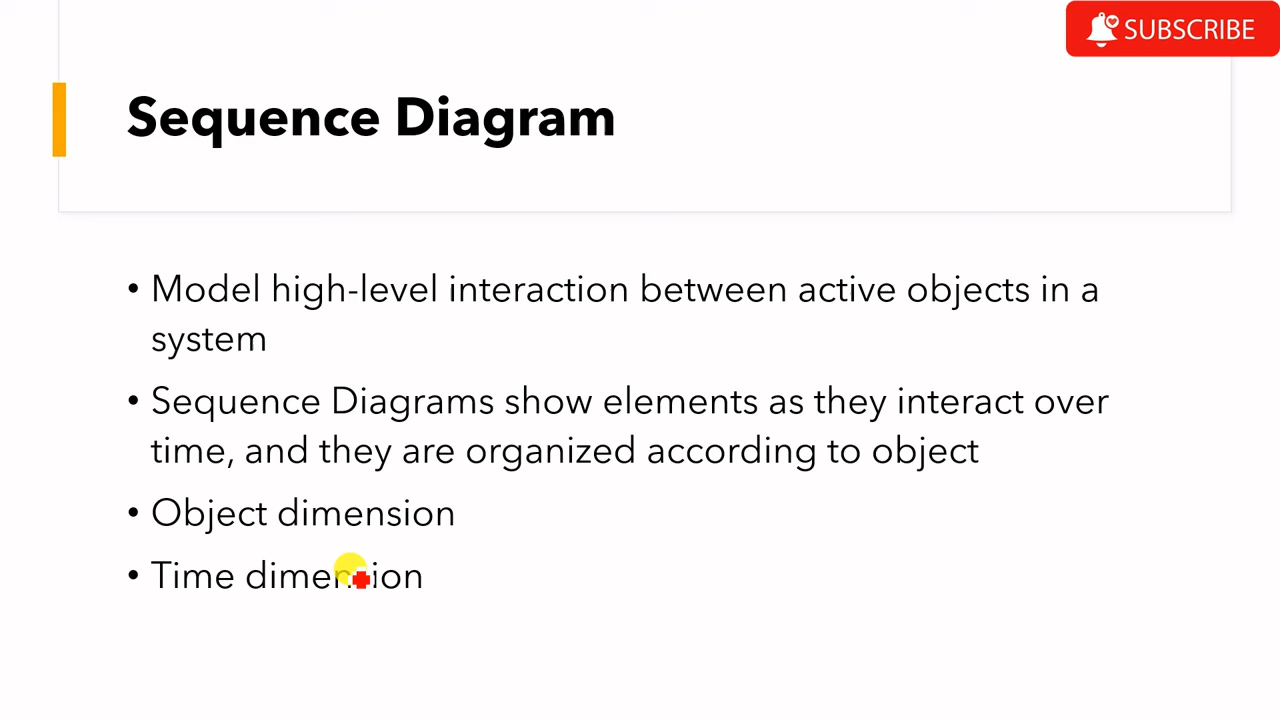 SUBSCRIBE
Sequence Diagram
• Model high-level interaction between active objects in a
system
• Sequence Diagrams show elements as they interact over
time, and they are organized according to object
• Object dimension
• Time dimension